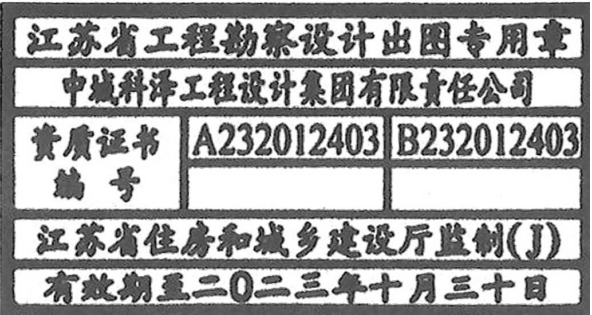 江苏省工程勘察设计出图专用章
中城科泽工程设计集团有限责任公司
资质证书 A232012403 B232012403
编号
江苏省住房和城乡建设厅监制(J)
有效期至二〇二三年十月三十日